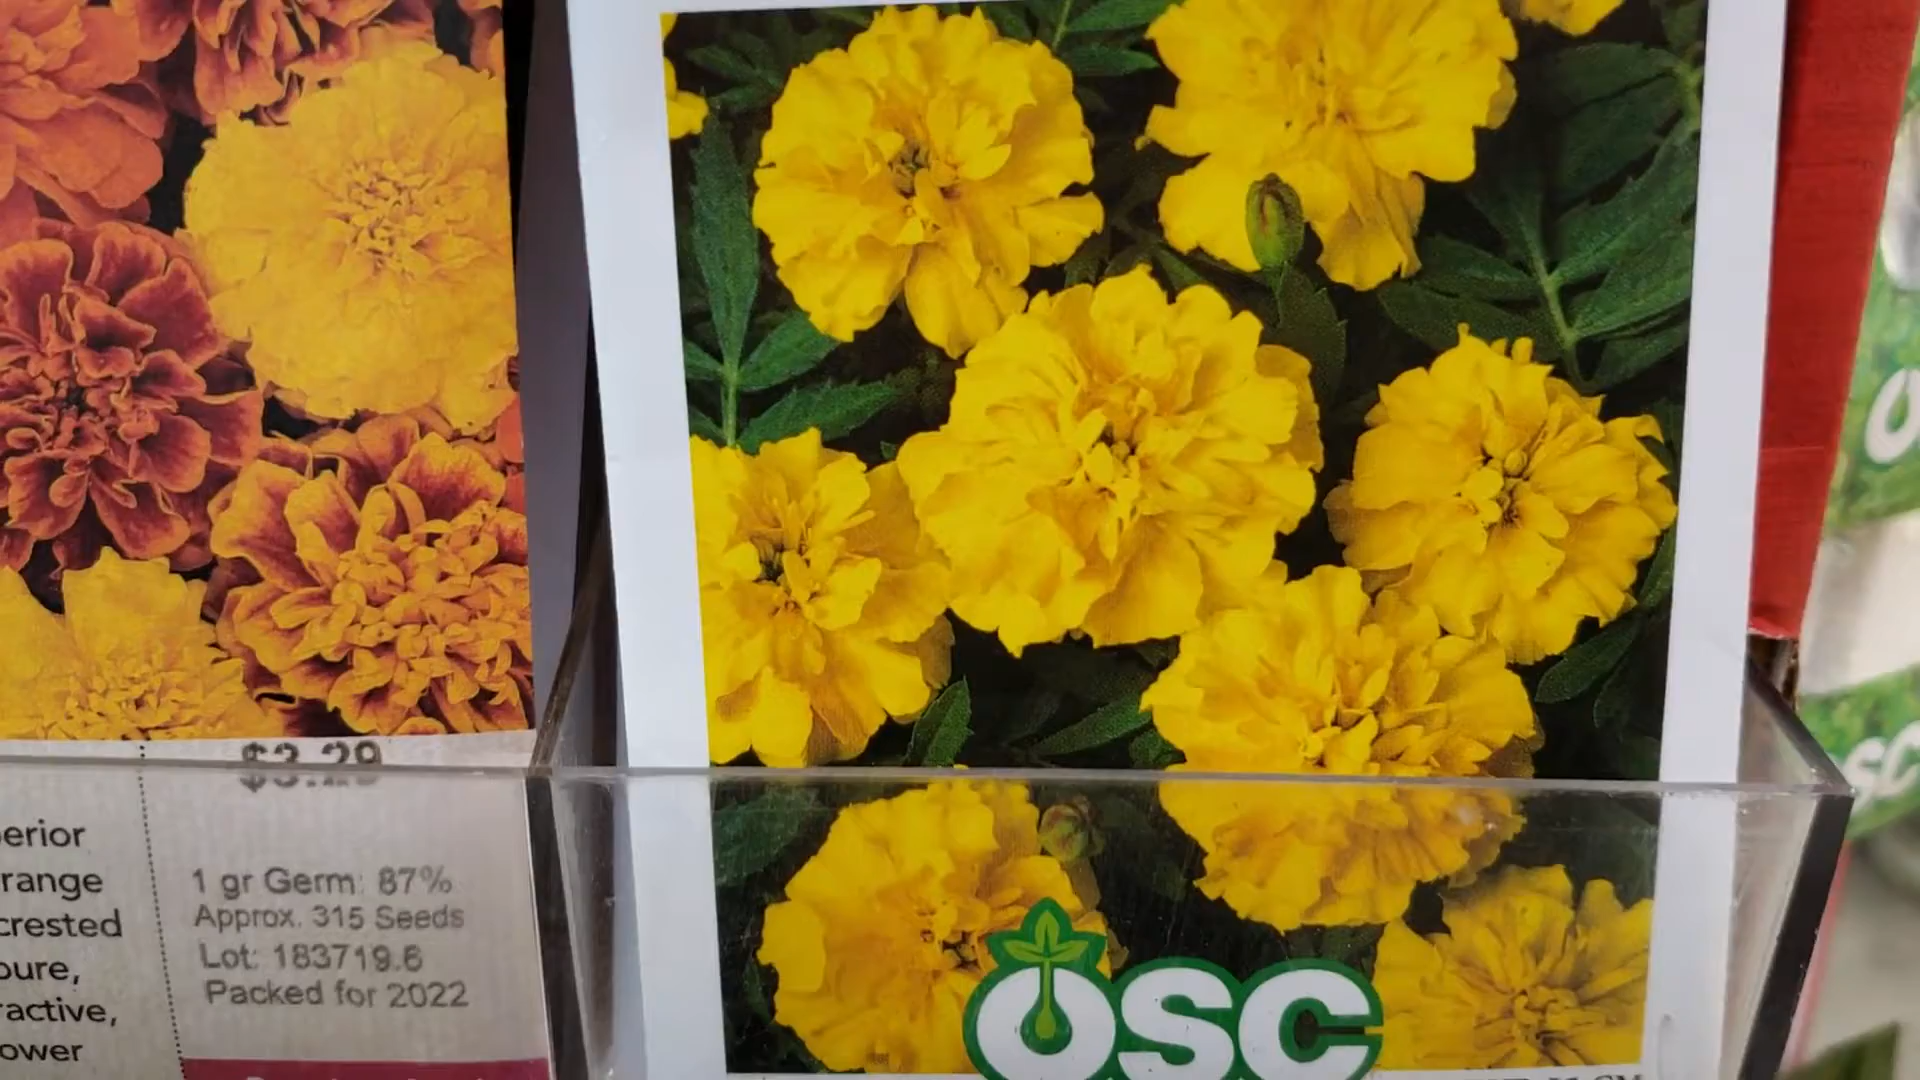 $3.29
erior
range
crested
oure,
ractive,
ower
1 gr Germ: 87%
Approx. 315 Seeds
Lot: 183719.6
Packed for 2022
OSC